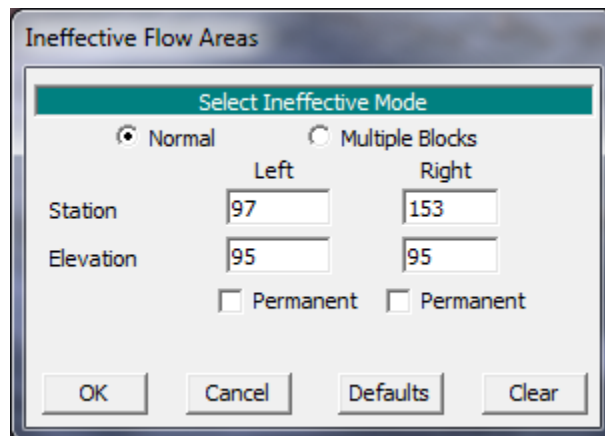 Ineffective Flow Areas
Select Ineffective Mode
Normal Multiple Blocks
Left Right
Station 97 153
Elevation 95 95
Permanent Permanent
OK Cancel Defaults Clear